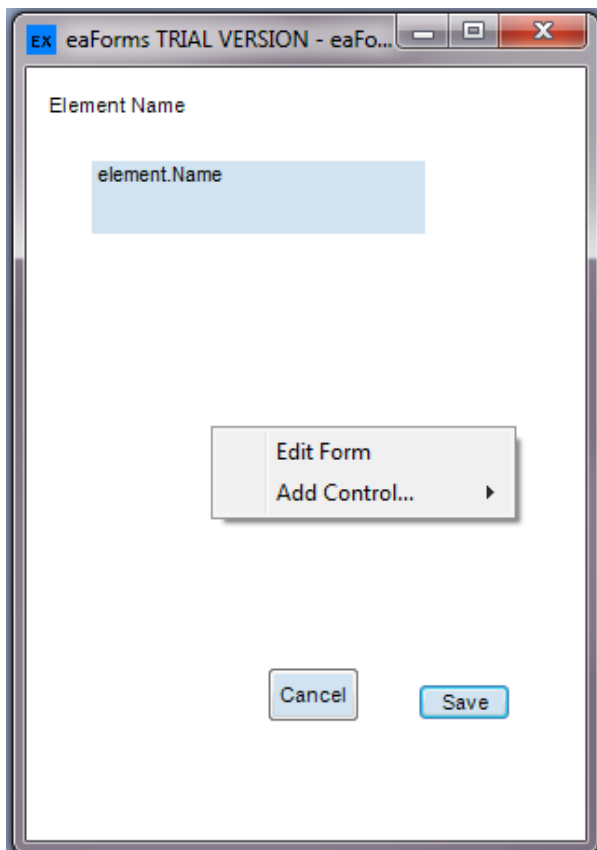 EX eaForms TRIAL VERSION - eaFo...
Element Name
element.Name
Edit Form
Add Control...
Cancel
Save